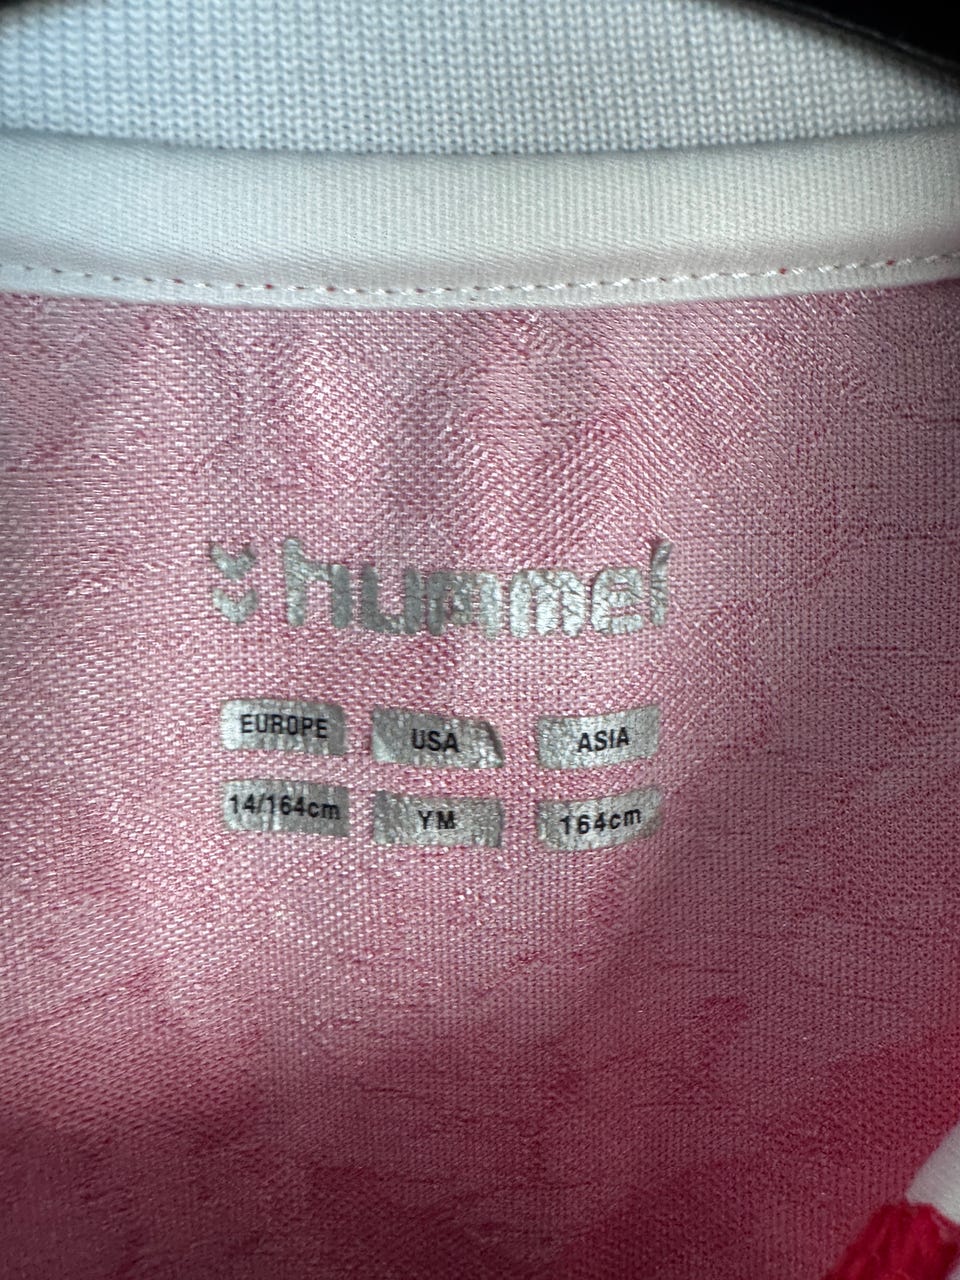 hummel
EUROPE USA ASIA
14/164cm YM 164cm